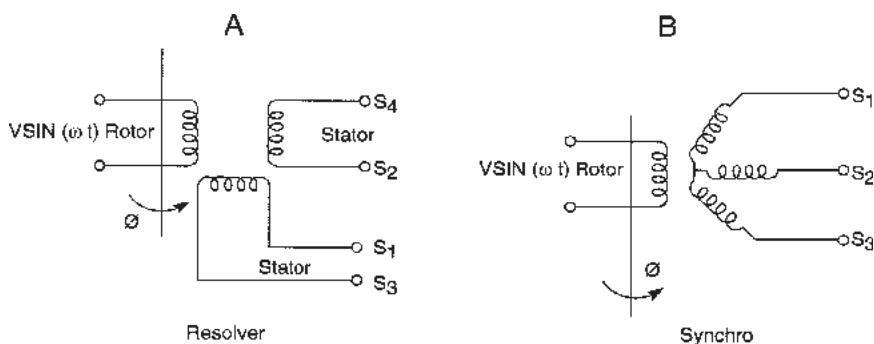 A
VSIN (ω t) Rotor
S4
Stator
S2
Ø
S1
Stator
S3
Resolver
B
VSIN (ω t) Rotor
S1
S2
S3
Ø
Synchro